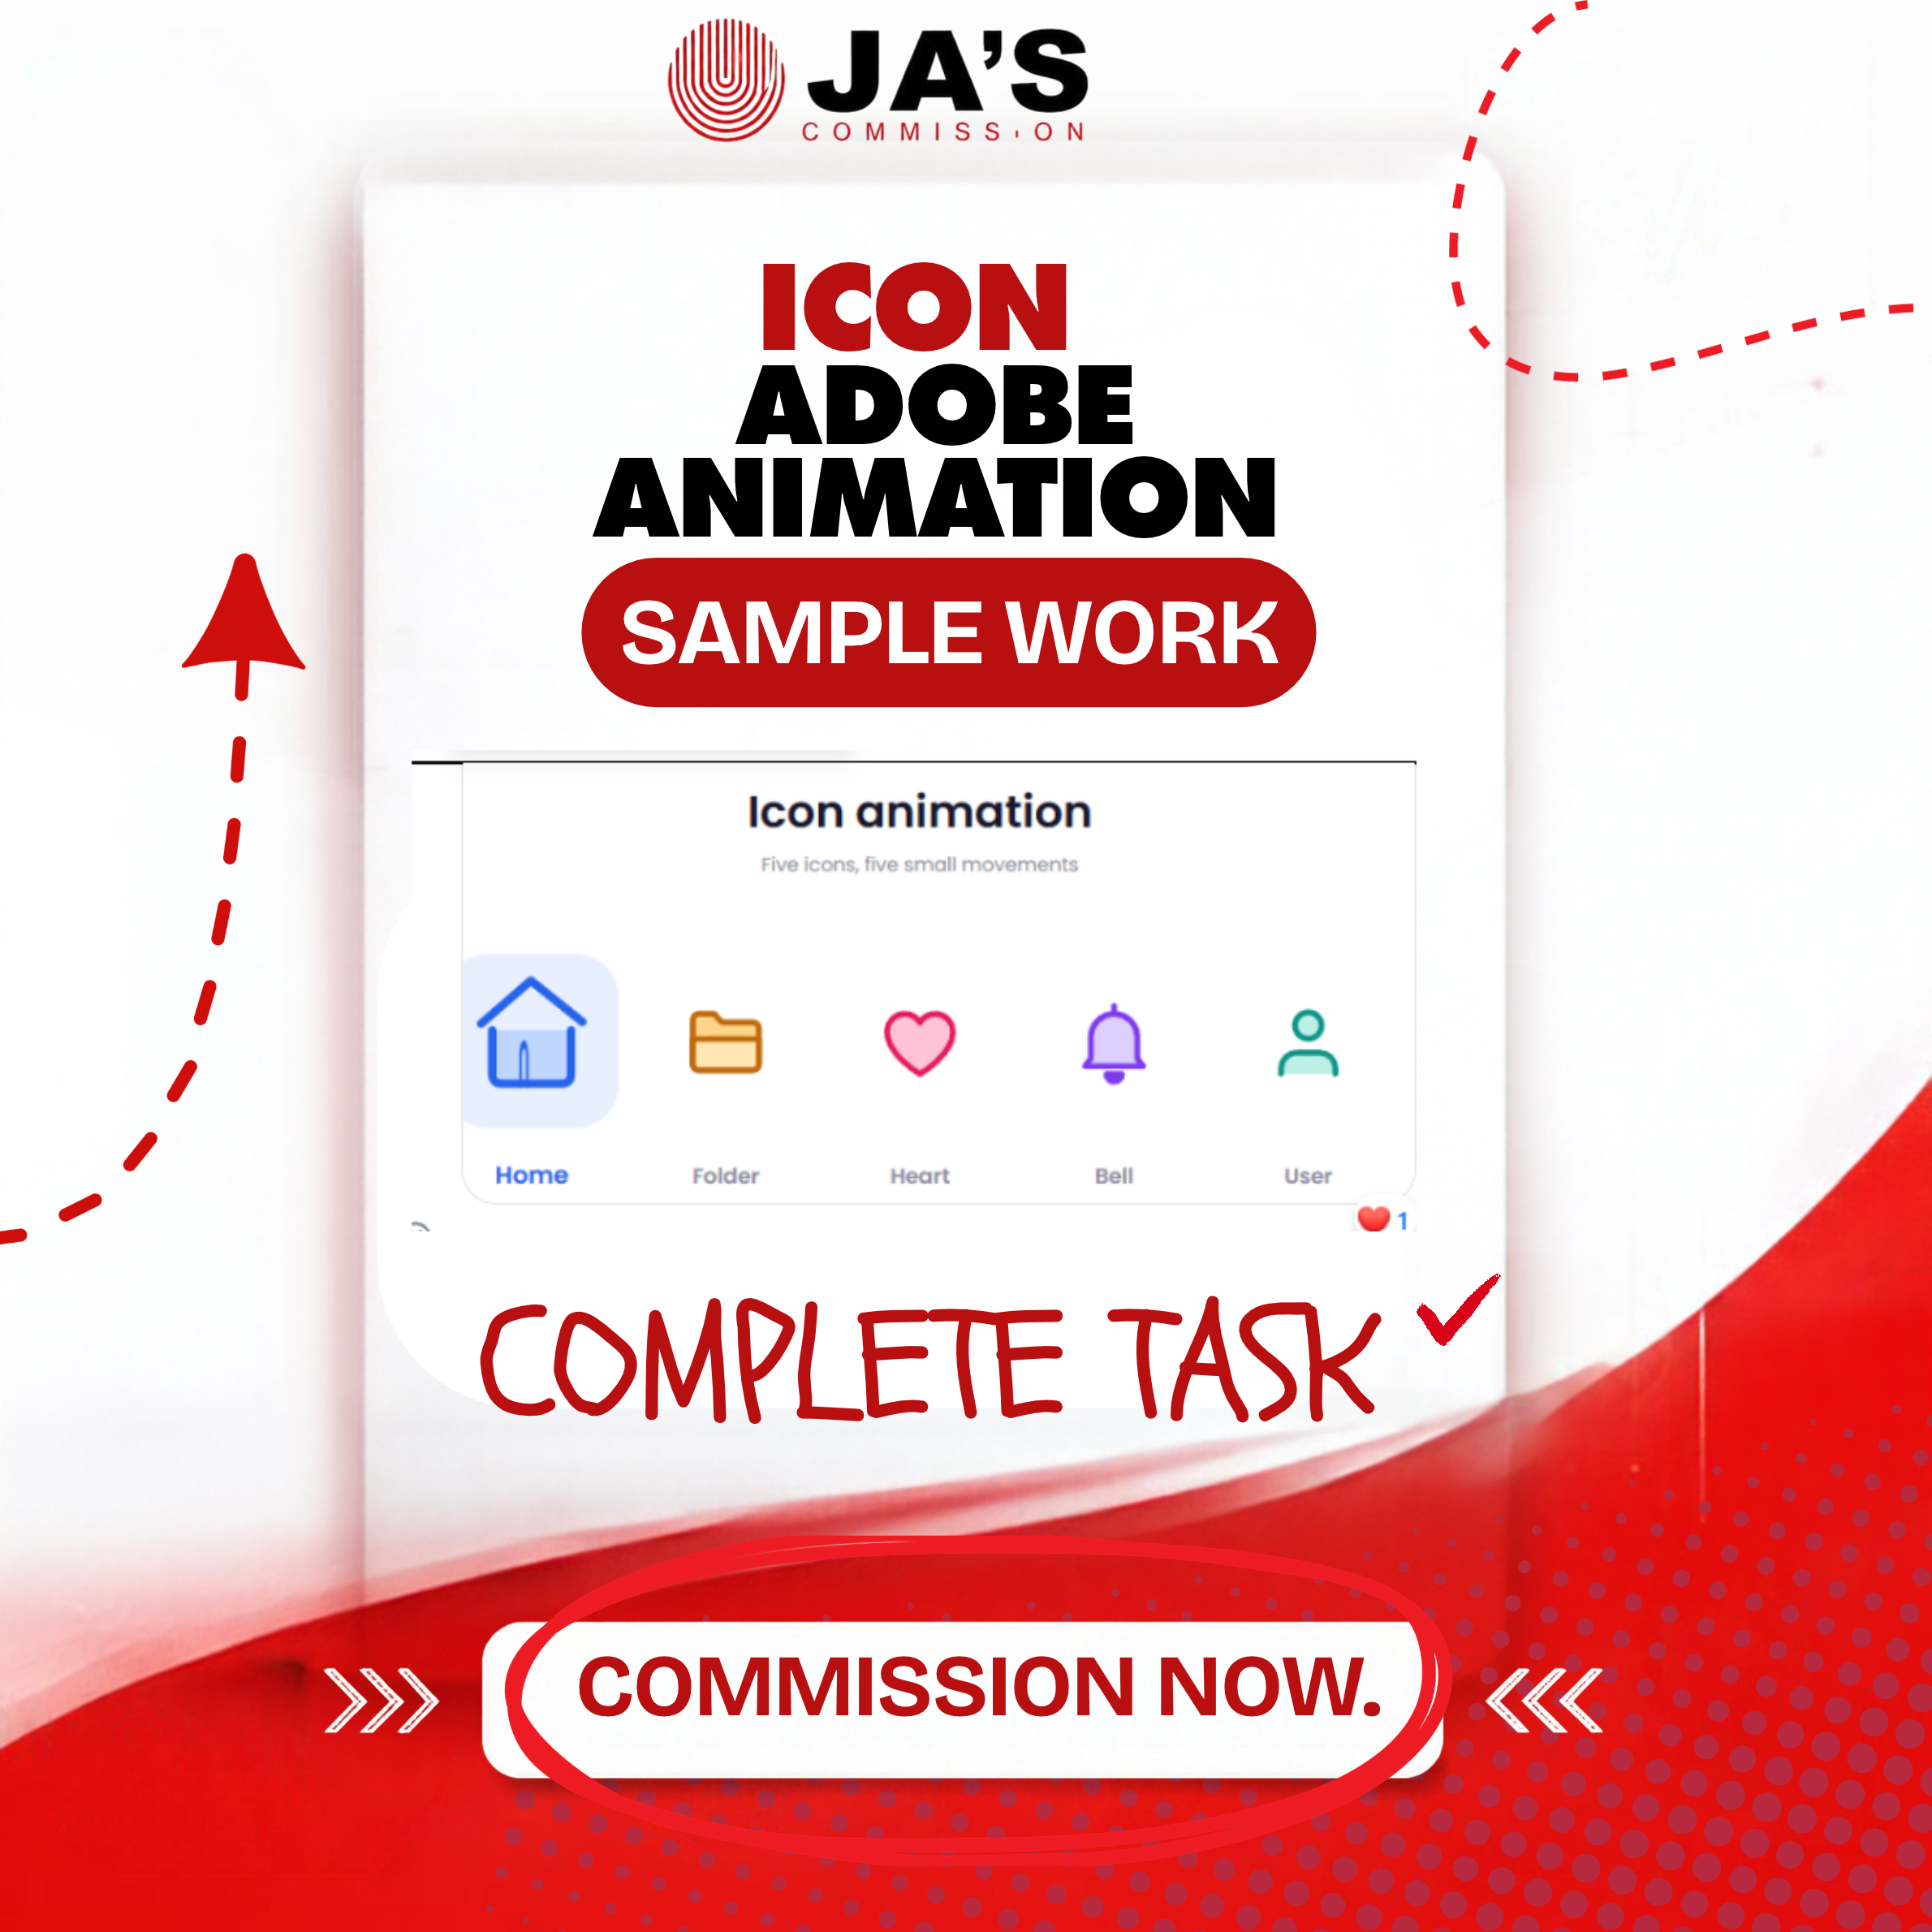 JA'S
COMMISSION
ICON
ADOBE
ANIMATION
SAMPLE WORK
Icon animation
Five icons, five small movements
Home Folder Heart Bell User
1
COMPLETE TASK
COMMISSION NOW.